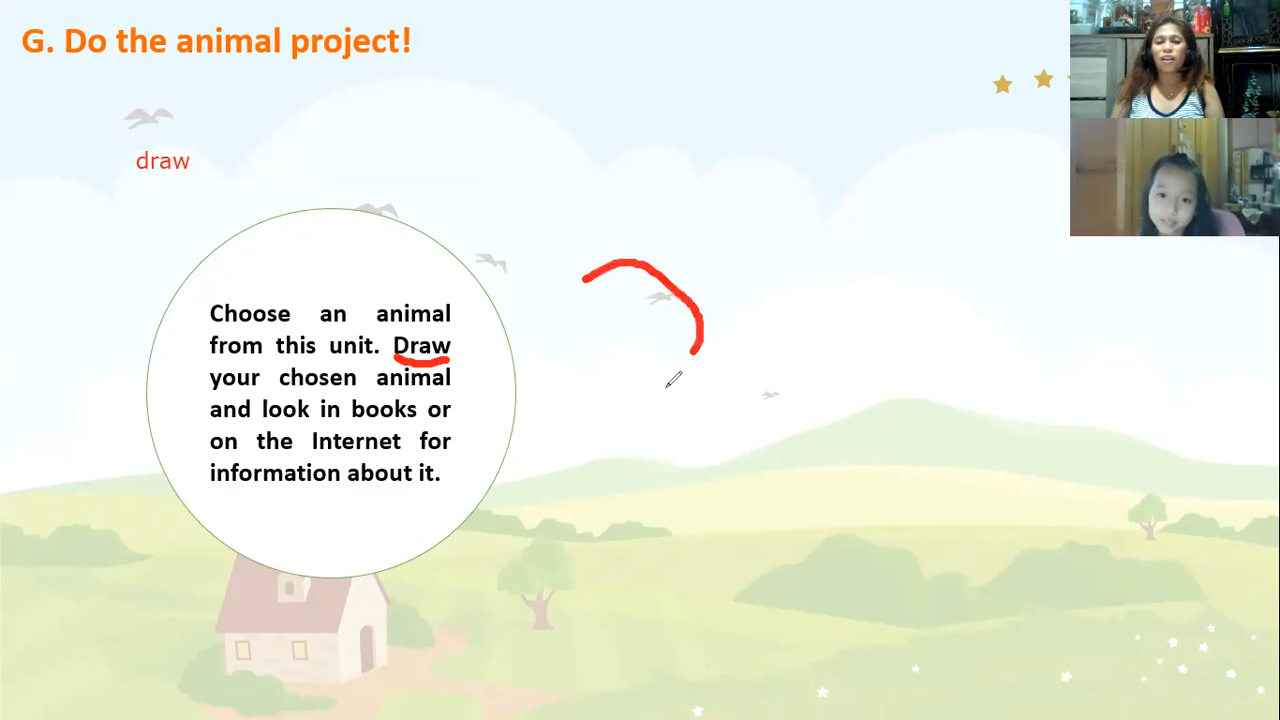 G. Do the animal project!
draw
Choose an animal
from this unit. Draw
your chosen animal
and look in books or
on the Internet for
information about it.